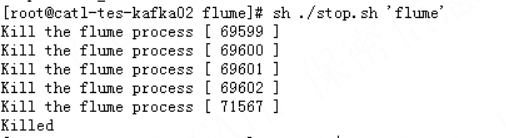 [root@catl-tes-kafka02 flume]# sh ./stop.sh 'flume'
Kill the flume process [ 69599 ]
Kill the flume process [ 69600 ]
Kill the flume process [ 69601 ]
Kill the flume process [ 69602 ]
Kill the flume process [ 71567 ]
Killed